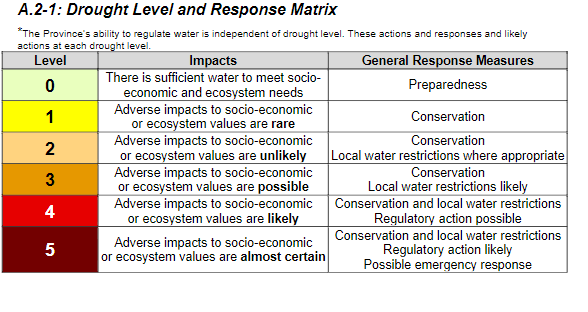 A.2-1: Drought Level and Response Matrix
*The Province's ability to regulate water is independent of drought level. These actions and responses and likely
actions at each drought level.
Level Impacts General Response Measures
0
There is sufficient water to meet socio-
economic and ecosystem needs
Preparedness
1
Adverse impacts to socio-economic
or ecosystem values are rare
Conservation
2
Adverse impacts to socio-economic
or ecosystem values are unlikely
Conservation
Local water restrictions where appropriate
3
Adverse impacts to socio-economic
or ecosystem values are possible
Conservation
Local water restrictions likely
4
Adverse impacts to socio-economic
or ecosystem values are likely
Conservation and local water restrictions
Regulatory action possible
5
Adverse impacts to socio-economic
or ecosystem values are almost certain
Conservation and local water restrictions
Regulatory action likely
Possible emergency response